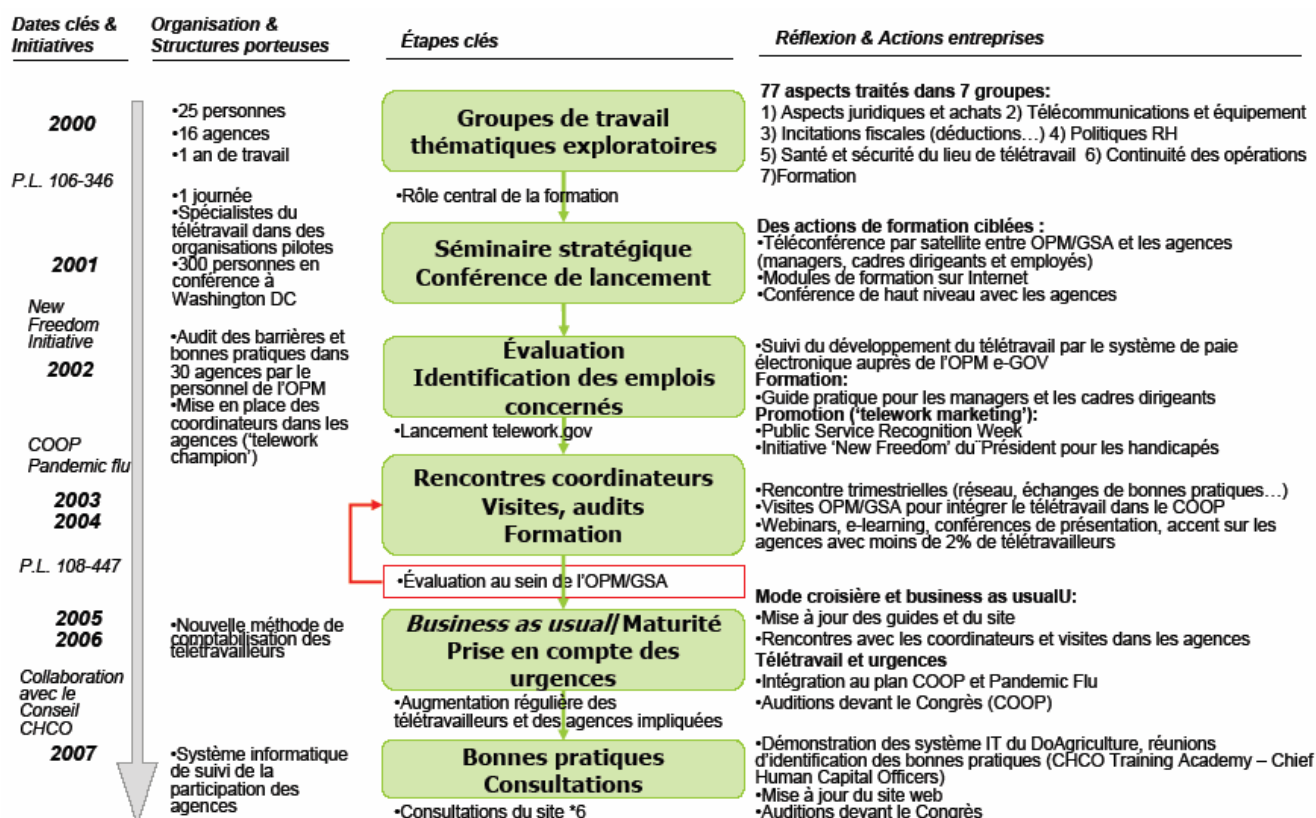 Dates clés &
Initiatives
Organisation &
Structures porteuses
Étapes clés
Réflexion & Actions entreprises
2000
•25 personnes
•16 agences
•1 an de travail
Groupes de travail
thématiques exploratoires
77 aspects traités dans 7 groupes:
1) Aspects juridiques et achats 2) Télécommunications et équipement
3) Incitations fiscales (déductions…) 4) Politiques RH
5) Santé et sécurité du lieu de télétravail 6) Continuité des opérations
7)Formation
P.L. 106-346
•Rôle central de la formation
2001
•1 journée
•Spécialistes du
télétravail dans des
organisations pilotes
•300 personnes en
conférence à
Washington DC
Séminaire stratégique
Conférence de lancement
Des actions de formation ciblées :
•Téléconférence par satellite entre OPM/GSA et les agences
(managers, cadres dirigeants et employés)
•Modules de formation sur Internet
•Conférence de haut niveau avec les agences
New
Freedom
Initiative
2002
•Audit des barrières et
bonnes pratiques dans
30 agences par le
personnel de l'OPM
•Mise en place des
coordinateurs dans les
agences ('telework
champion')
Évaluation
Identification des emplois
concernés
•Suivi du développement du télétravail par le système de paie
électronique auprès de l'OPM e-GOV
Formation:
•Guide pratique pour les managers et les cadres dirigeants
Promotion ('telework marketing'):
•Public Service Recognition Week
•Initiative 'New Freedom' du¨Président pour les handicapés
•Lancement telework.gov
COOP
Pandemic flu
2003
2004
Rencontres coordinateurs
Visites, audits
Formation
•Rencontre trimestrielles (réseau, échanges de bonnes pratiques…)
•Visites OPM/GSA pour intégrer le télétravail dans le COOP
•Webinars, e-learning, conférences de présentation, accent sur les
agences avec moins de 2% de télétravailleurs
P.L. 108-447
•Évaluation au sein de l'OPM/GSA
2005
2006
•Nouvelle méthode de
comptabilisation des
télétravailleurs
Business as usual/Maturité
Prise en compte des
urgences
Mode croisière et business as usualU:
•Mise à jour des guides et du site
•Rencontres avec les coordinateurs et visites dans les agences
Télétravail et urgences
•Intégration au plan COOP et Pandemic Flu
•Auditions devant le Congrès (COOP)
Collaboration
avec le
Conseil
CHCO
•Augmentation régulière des
télétravailleurs et des agences impliquées
2007
•Système informatique
de suivi de la
participation des
agences
Bonnes pratiques
Consultations
•Démonstration des système IT du DoAgriculture, réunions
d'identification des bonnes pratiques (CHCO Training Academy – Chief
Human Capital Officers)
•Mise à jour du site web
•Auditions devant le Congrès
•Consultations du site *6